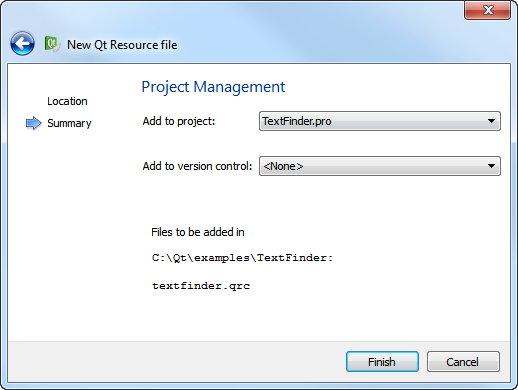 New Qt Resource file
Location
Summary
Project Management
Add to project: TextFinder.pro
Add to version control: <None>
Files to be added in
C:\Qt\examples\TextFinder:
textfinder.qrc
Finish Cancel